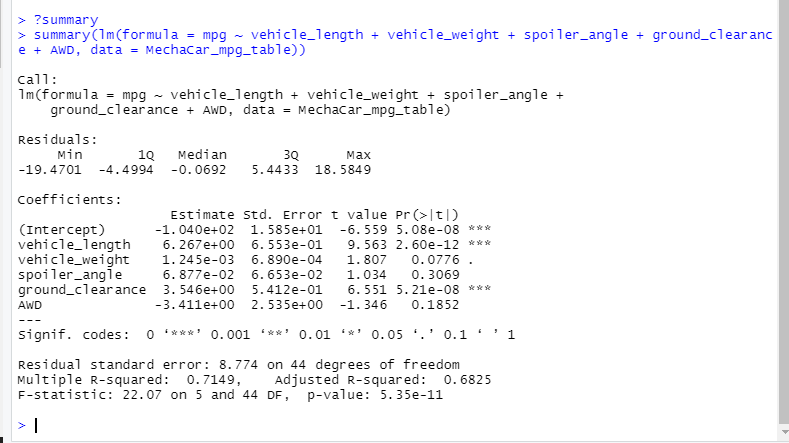 > ?summary
> summary(lm(formula = mpg ~ vehicle_length + vehicle_weight + spoiler_angle + ground_clearanc
e + AWD, data = MechaCar_mpg_table))
Call:
lm(formula = mpg ~ vehicle_length + vehicle_weight + spoiler_angle +
    ground_clearance + AWD, data = MechaCar_mpg_table)
Residuals:
     Min       1Q   Median       3Q      Max
-19.4701  -4.4994  -0.0692   5.4433  18.5849
Coefficients:
                   Estimate Std. Error t value Pr(>|t|)
(Intercept)      -1.040e+02  1.585e+01  -6.559 5.08e-08 ***
vehicle_length    6.267e+00  6.553e-01   9.563 2.60e-12 ***
vehicle_weight    1.245e-03  6.890e-04   1.807   0.0776 .
spoiler_angle     6.877e-02  6.653e-02   1.034   0.3069
ground_clearance  3.546e+00  5.412e-01   6.551 5.21e-08 ***
AWD              -3.411e+00  2.535e+00  -1.346   0.1852
---
Signif. codes:  0 ‘***’ 0.001 ‘**’ 0.01 ‘*’ 0.05 ‘.’ 0.1 ‘ ’ 1
Residual standard error: 8.774 on 44 degrees of freedom
Multiple R-squared:  0.7149,    Adjusted R-squared:  0.6825
F-statistic: 22.07 on 5 and 44 DF,  p-value: 5.35e-11
>